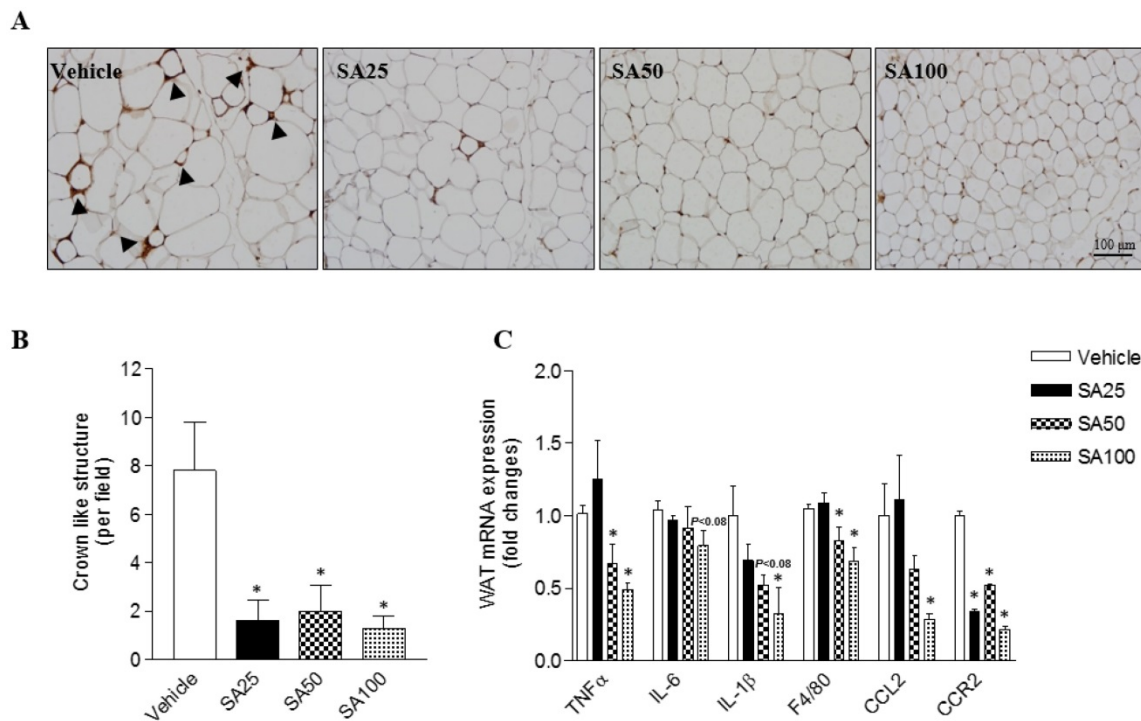 A
Vehicle
SA25
SA50
SA100
100 μm
B
Crown like structure
(per field)
12
10
8
6
4
2
0
*
*
*
Vehicle
SA25
SA50
SA100
C
WAT mRNA expression
(fold changes)
2.0
1.5
1.0
0.5
0.0
*
*
P<0.08
P<0.08
*
*
*
*
*
*
*
TNFα
IL-6
IL-1β
F4/80
CCL2
CCR2
Vehicle
SA25
SA50
SA100